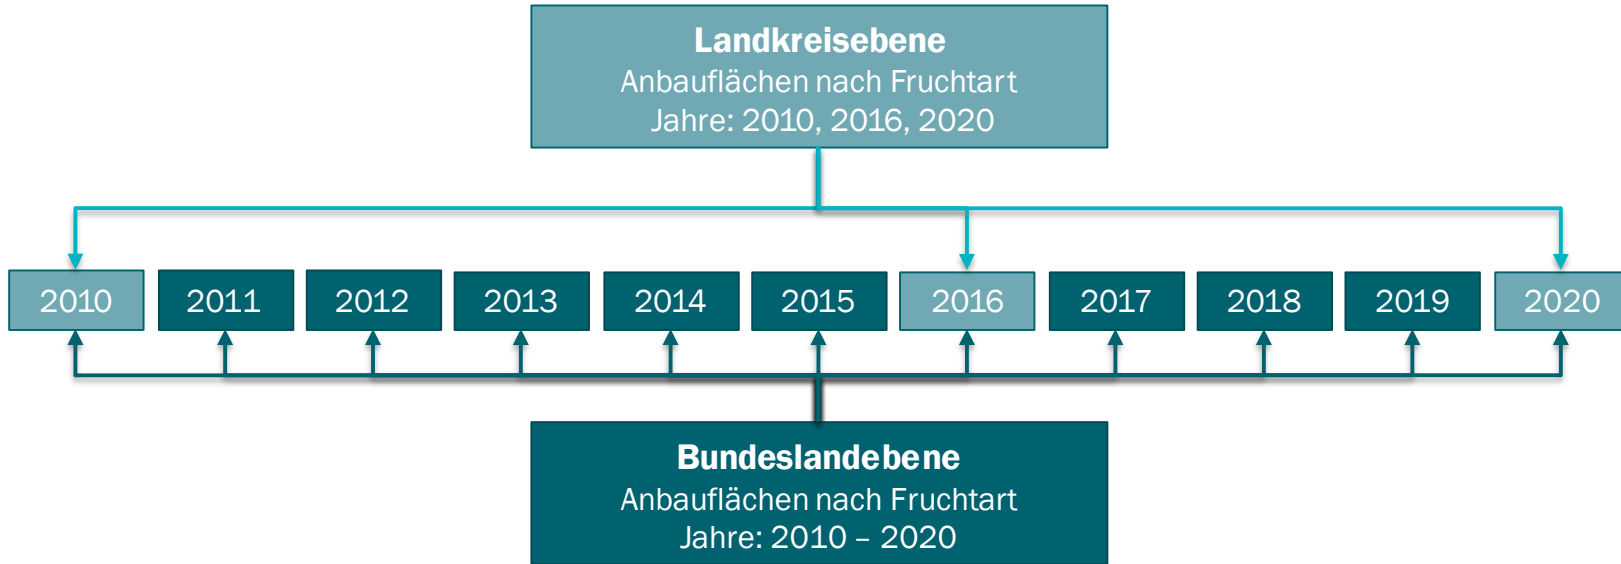 Landkreisebene
Anbauflächen nach Fruchtart
Jahre: 2010, 2016, 2020
2010 2011 2012 2013 2014 2015 2016 2017 2018 2019 2020
Bundeslandebene
Anbauflächen nach Fruchtart
Jahre: 2010 – 2020